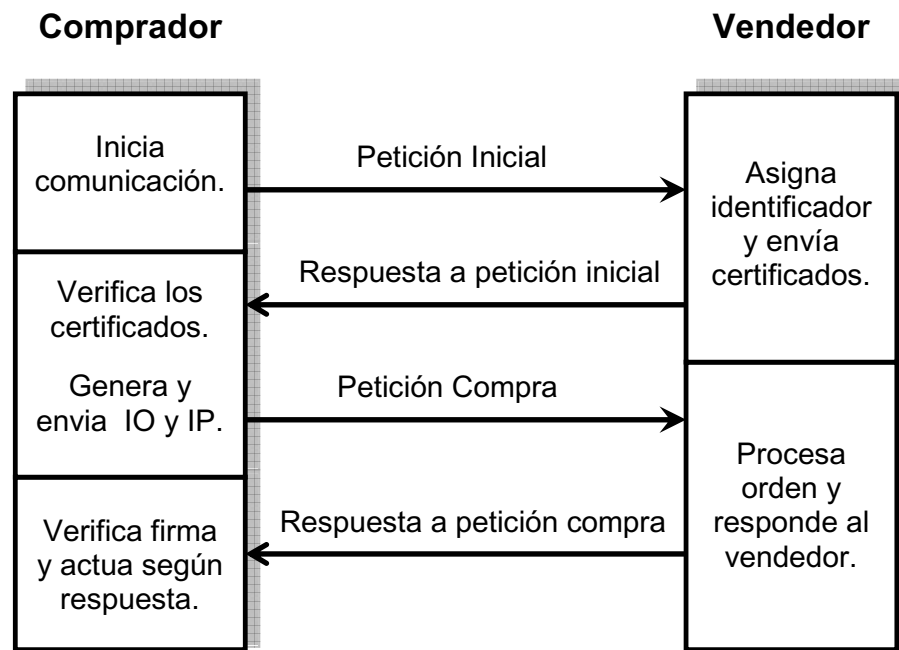 Comprador
Vendedor
Inicia
comunicación.
Petición Inicial
Asigna
identificador
y envía
certificados.
Respuesta a petición inicial
Verifica los
certificados.
Genera y
envia IO y IP.
Petición Compra
Procesa
orden y
responde al
vendedor.
Respuesta a petición compra
Verifica firma
y actua según
respuesta.